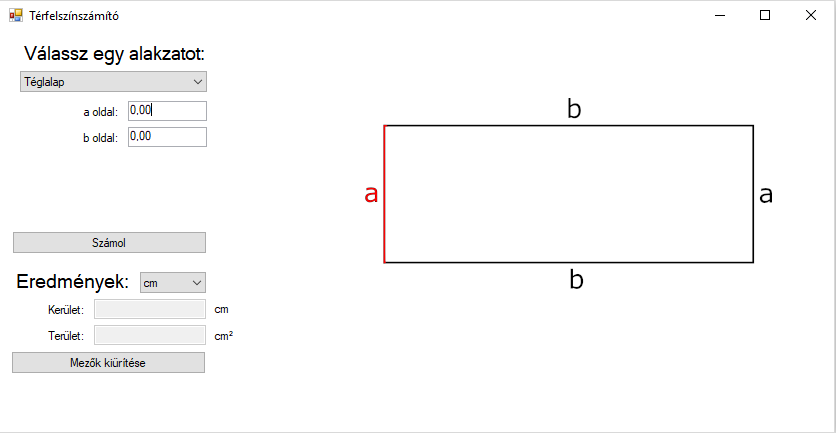 Térfelszínszámító
Válassz egy alakzatot:
Téglalap
a oldal: 0,00
b oldal: 0,00
Számol
Eredmények: cm
Kerület: cm
Terület: cm²
Mezők kiürítése
b
a
a
b